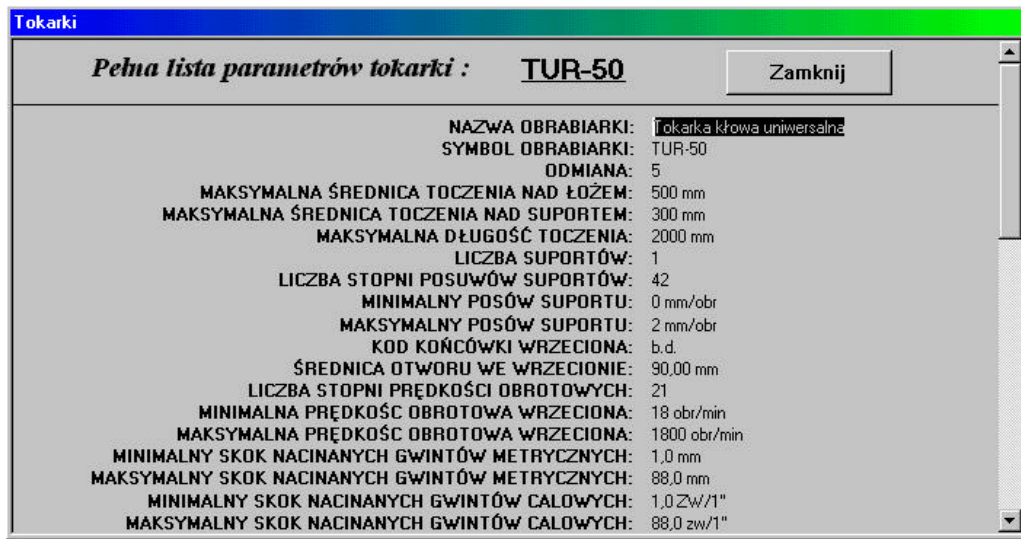 Tokarki
Pełna lista parametrów tokarki : TUR-50 Zamknij
NAZWA OBRABIARKI: Tokarka kłowa uniwersalna
SYMBOL OBRABIARKI: TUR-50
ODMIANA: 5
MAKSYMALNA ŚREDNICA TOCZENIA NAD ŁOŻEM: 500 mm
MAKSYMALNA ŚREDNICA TOCZENIA NAD SUPORTEM: 300 mm
MAKSYMALNA DŁUGOŚĆ TOCZENIA: 2000 mm
LICZBA SUPORTÓW: 1
LICZBA STOPNI POSUWÓW SUPORTÓW: 42
MINIMALNY POSÓW SUPORTU: 0 mm/obr
MAKSYMALNY POSÓW SUPORTU: 2 mm/obr
KOD KOŃCÓWKI WRZECIONA: b.d.
ŚREDNICA OTWORU WE WRZECIONIE: 90,00 mm
LICZBA STOPNI PRĘDKOŚCI OBROTOWYCH: 21
MINIMALNA PRĘDKOŚC OBROTOWA WRZECIONA: 18 obr/min
MAKSYMALNA PRĘDKOŚC OBROTOWA WRZECIONA: 1800 obr/min
MINIMALNY SKOK NACINANYCH GWINTÓW METRYCZNYCH: 1,0 mm
MAKSYMALNY SKOK NACINANYCH GWINTÓW METRYCZNYCH: 88,0 mm
MINIMALNY SKOK NACINANYCH GWINTÓW CALOWYCH: 1,0 ZW/1"
MAKSYMALNY SKOK NACINANYCH GWINTÓW CALOWYCH: 88,0 zw/1"